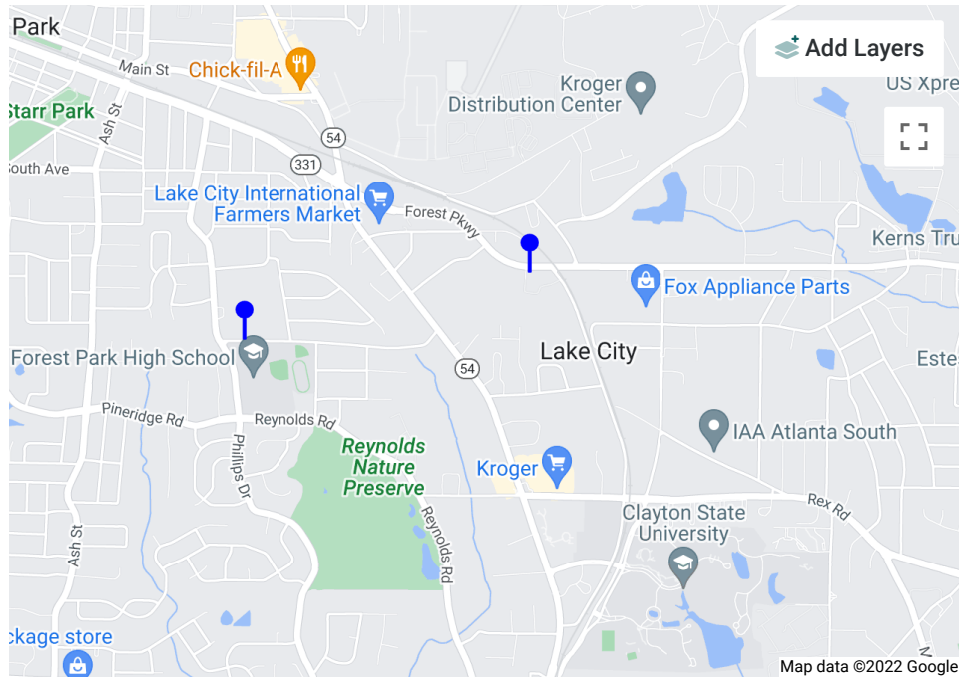 Park
Main St
Chick-fil-A
Add Layers
Kroger
Distribution Center
US Xpre
Starr Park
Ash St
54
331
South Ave
Lake City International
Farmers Market
Forest Pkwy
Kerns Tru
Fox Appliance Parts
Forest Park High School
Lake City
Este
54
Pineridge Rd
Reynolds Rd
Phillips Dr
Reynolds
Nature
Preserve
IAA Atlanta South
Kroger
Rex Rd
Clayton State
University
Ash St
Reynolds Rd
ckage store
M
Map data ©2022 Google